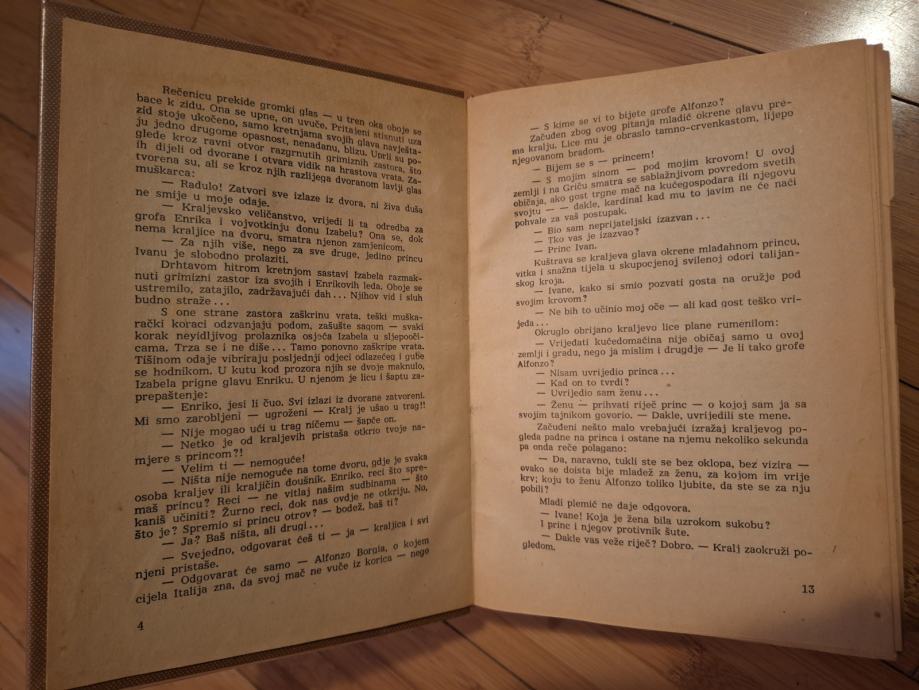 Rečenicu prekide gromki glas — u tren oka oboje se
bace k zidu. Ona se upne, on uvuče. Pritajeni stisnuti uza
zid stoje ukočeno, samo kretnjama svojih glava navješta-
ju jedno drugome opasnost, nenadanu, blizu. Uprli su po-
glede kroz ravni otvor razgrnutih grimiznih zastora, što
ih dijeli od dvorane i otvara vidik na hrastova vrata. Za-
tvorena su, ali se kroz njih razlijega dvoranom lavlji glas
muškarca:
— Radulo! Zatvori sve izlaze iz dvora, ni živa duša
ne smije u moje odaje.
— Kraljevsko veličanstvo, vrijedi li ta odredba za
grofa Enrika i vojvotkinju donu Izabelu? Ona se, dok
nema kraljice na dvoru, smatra njenom zamjenicom.
— Za njih više, nego za sve druge, jedino princu
Ivanu je slobodno prolaziti.
Drhtavom hitrom kretnjom sastavi Izabela razmak-
nuti grimizni zastor iza svojih i Enrikovih leđa. Oboje se
ustremilo, zatajilo, zadržavajući dah... Njihov vid i sluh
budno straže...
S one strane zastora zaškrinu vrata, teški muška-
rački koraci odzvanjaju podom, zašušte sagom — svaki
korak nevidljivog prolaznika osjeća Izabela u sljepooči-
cama. Trza se i ne diše... Tamo ponovno zaškripe vrata.
Tišinom odaje vibriraju posljednji odjeci odlazećeg i gube
se hodnikom. U kutu kod prozora njih se dvoje maknulo,
Izabela prigne glavu Enriku. U njenom je licu i šaptu za-
prepaštenje:
— Enriko, jesi li čuo. Svi izlazi iz dvorane zatvoreni.
Mi smo zarobljeni — ugroženi — Kralj je ušao u trag!!
— Nije mogao ući u trag ničemu — šapće on.
— Netko je od kraljevih pristaša otkrio tvoje na-
mjere s princom?!
— Velim ti — nemoguće!
— Ništa nije nemoguće na tome dvoru, gdje je svaka
osoba kraljev ili kraljičin doušnik. Enriko, reci što spre-
maš princu? Reci — ne vitlaj našim sudbinama — što
kaniš učiniti? Žurno reci, dok nas ovdje ne otkriju. No,
što je? Spremio si princu otrov? — bodež, baš ti?
— Ja? Baš ništa, ali drugi...
— Svejedno, odgovarat ćeš ti — ja — kraljica i svi
njeni pristaše.
— Odgovarat će samo — Alfonzo Borgia, o kojem
cijela Italija zna, da svoj mač ne vuče iz korica — nego
4
— S kime se vi to bijete grofe Alfonzo?
Začuđen zbog ovog pitanja mladić okrene glavu pre-
ma kralju. Lice mu je obraslo tamno-crvenkastom, lijepo
njegovanom bradom.
— Bijem se s — princem!
— S mojim sinom — pod mojim krovom! U ovoj
zemlji i na Griču smatra se sablažnjivom povredom svetih
običaja, ako gost trgne mač na kućegospodara ili njegovu
svojtu — — dakle, kardinal kad mu to javim ne će naći
pohvale za vaš postupak.
— Bio sam neprijateljski izazvan...
— Tko vas je izazvao?
— Princ Ivan.
Kuštrava se kraljeva glava okrene mlađahnom princu,
vitka i snažna tijela u skupocjenoj svilenoj odori talijan-
skog kroja.
— Ivane, kako si smio pozvati gosta na oružje pod
svojim krovom?
— Ne bih to učinio moj oče — ali kad gost teško vri-
jeđa...
Okruglo obrijano kraljevo lice plane rumenilom:
— Vrijeđati kućedomaćina nije običaj samo u ovoj
zemlji i gradu, nego ja mislim i drugdje — Je li tako grofe
Alfonzo?
— Nisam uvrijedio princa...
— Kad on to tvrdi?
— Uvrijedio sam ženu...
— Ženu — prihvati riječ princ — o kojoj sam ja sa
svojim tajnikom govorio. — Dakle, uvrijedili ste mene.
Začuđeni nešto malo vrebajući izražaj kraljevog po-
gleda padne na princa i ostane na njemu nekoliko sekunda
pa onda reče polagano:
— Da, naravno, tukli ste se bez oklopa, bez vizira —
ovako se doista bije mladež za ženu, za kojom im vrije
krv; koju to ženu Alfonzo toliko ljubite, da ste se za nju
pobili?
Mladi plemić ne daje odgovora.
— Ivane! Koja je žena bila uzrokom sukobu?
I princ i njegov protivnik šute.
— Dakle vas veže riječ? Dobro. — Kralj zaokruži po-
gledom.
13